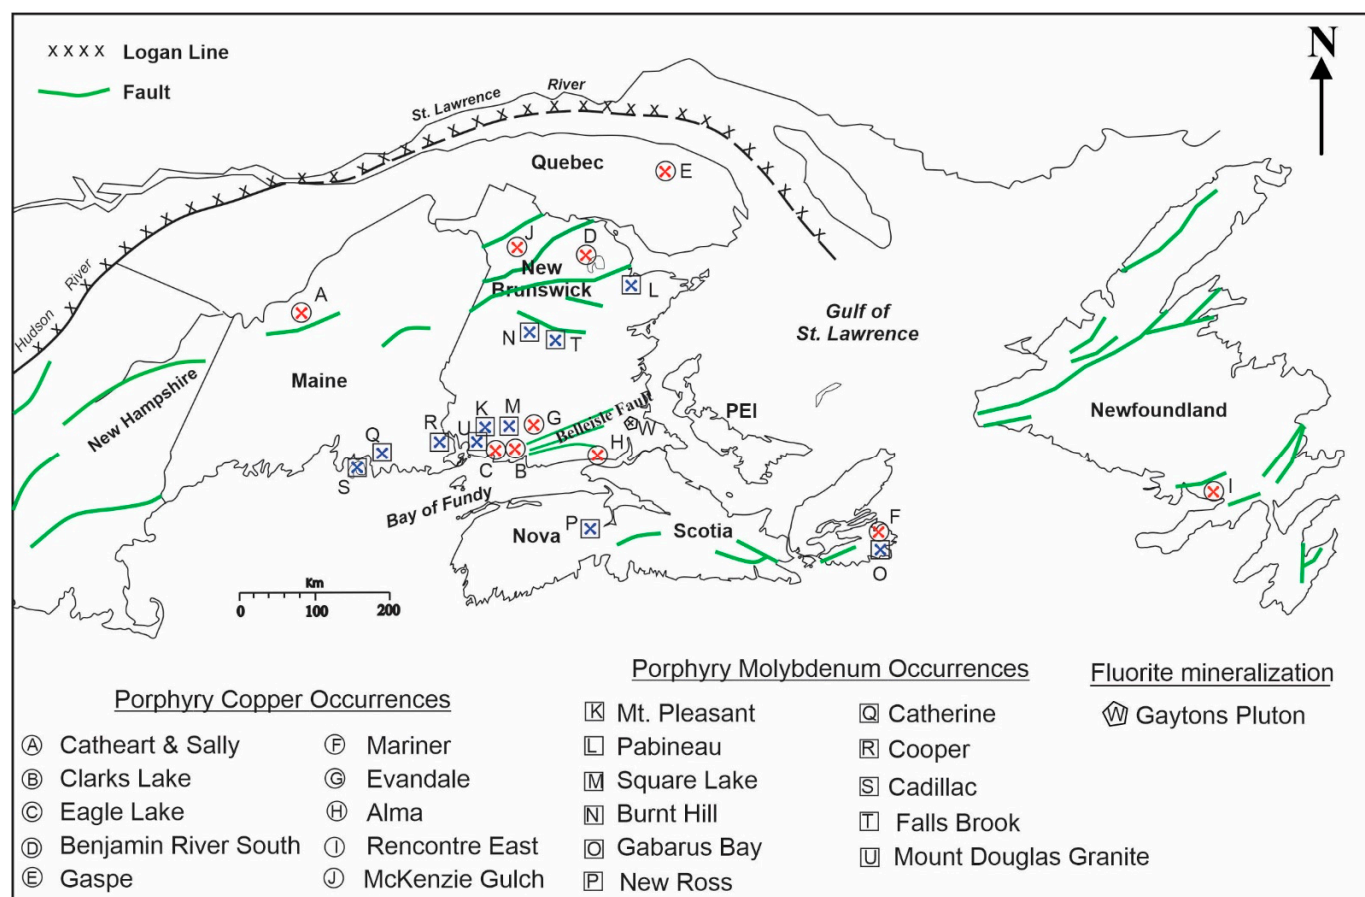 x x x x Logan Line
Fault
N
St. Lawrence River
Quebec
E
Hudson River
J
D
New
Brunswick
L
A
N
T
Gulf of
St. Lawrence
Maine
New Hampshire
PEI
Newfoundland
K M G
Belleisle Fault
W
R U
Q
H
S
C B
I
Bay of Fundy
Nova
P
Scotia
F
O
Km
0 100 200
Porphyry Copper Occurrences
A Catheart & Sally
B Clarks Lake
C Eagle Lake
D Benjamin River South
E Gaspe
F Mariner
G Evandale
H Alma
I Rencontre East
J McKenzie Gulch
Porphyry Molybdenum Occurrences
K Mt. Pleasant
L Pabineau
M Square Lake
N Burnt Hill
O Gabarus Bay
P New Ross
Q Catherine
R Cooper
S Cadillac
T Falls Brook
U Mount Douglas Granite
Fluorite mineralization
W Gaytons Pluton